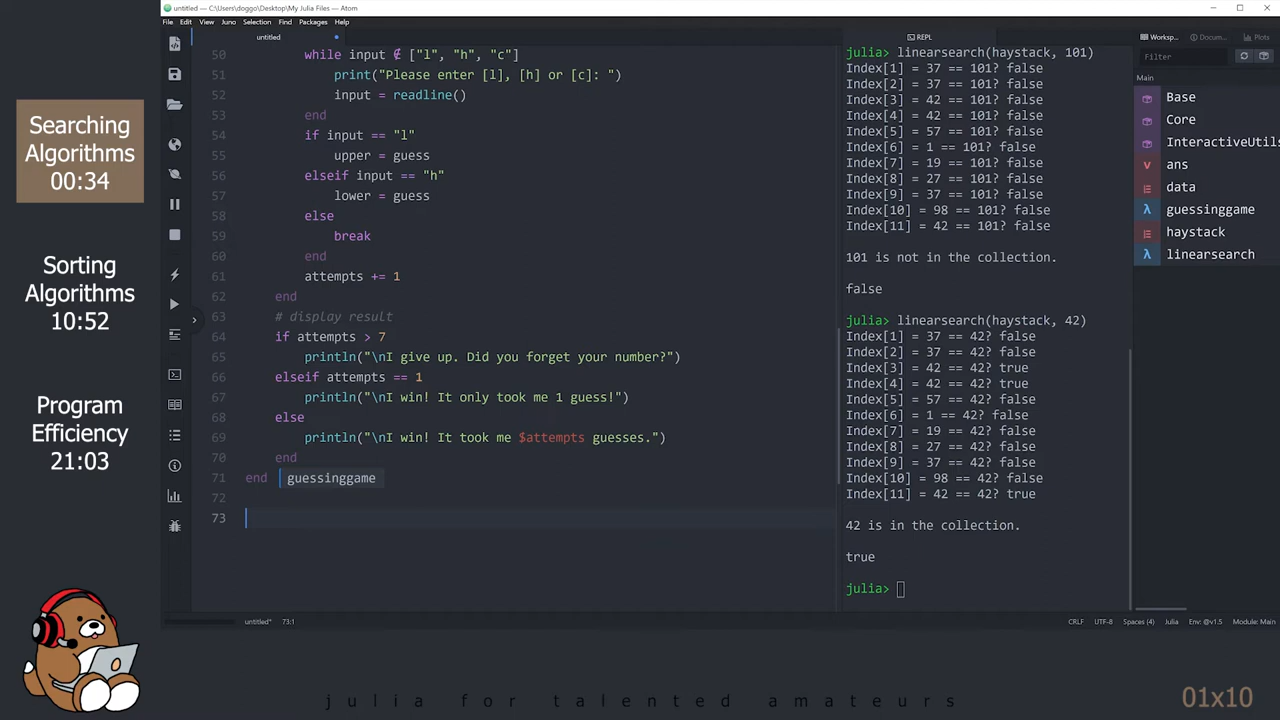 untitled — C:\Users\doggo\Desktop\My Julia Files — Atom
File Edit View Juno Selection Find Packages Help
untitled
50 while input ∉ ["l", "h", "c"]
51 print("Please enter [l], [h] or [c]: ")
52 input = readline()
53 end
54 if input == "l"
55 upper = guess
56 elseif input == "h"
57 lower = guess
58 else
59 break
60 end
61 attempts += 1
62 end
63 # display result
64 if attempts > 7
65 println("\nI give up. Did you forget your number?")
66 elseif attempts == 1
67 println("\nI win! It only took me 1 guess!")
68 else
69 println("\nI win! It took me $attempts guesses.")
70 end
71 end guessinggame
72
73
REPL
julia> linearsearch(haystack, 101)
Index[1] = 37 == 101? false
Index[2] = 37 == 101? false
Index[3] = 42 == 101? false
Index[4] = 42 == 101? false
Index[5] = 57 == 101? false
Index[6] = 1 == 101? false
Index[7] = 19 == 101? false
Index[8] = 27 == 101? false
Index[9] = 37 == 101? false
Index[10] = 98 == 101? false
Index[11] = 42 == 101? false
101 is not in the collection.
false
julia> linearsearch(haystack, 42)
Index[1] = 37 == 42? false
Index[2] = 37 == 42? false
Index[3] = 42 == 42? true
Index[4] = 42 == 42? true
Index[5] = 57 == 42? false
Index[6] = 1 == 42? false
Index[7] = 19 == 42? false
Index[8] = 27 == 42? false
Index[9] = 37 == 42? false
Index[10] = 98 == 42? false
Index[11] = 42 == 42? true
42 is in the collection.
true
julia>
Worksp... Docum... Plots
Filter
Main
Base
Core
InteractiveUtils
ans
data
guessinggame
haystack
linearsearch
untitled* 73:1
CRLF UTF-8 Spaces (4) Julia Env: @v1.5 Module: Main
Searching
Algorithms
00:34
Sorting
Algorithms
10:52
Program
Efficiency
21:03
julia for talented amateurs
01x10